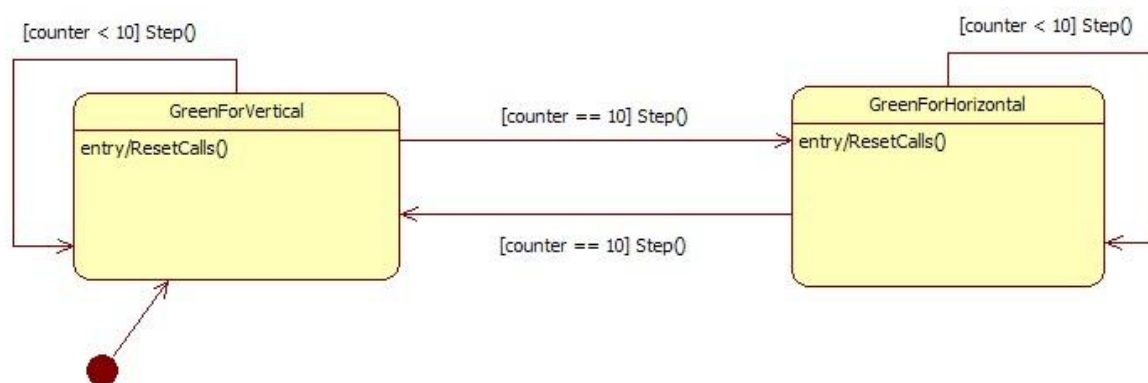 [counter < 10] Step()
[counter < 10] Step()
GreenForVertical
GreenForHorizontal
[counter == 10] Step()
entry/ResetCalls()
entry/ResetCalls()
[counter == 10] Step()